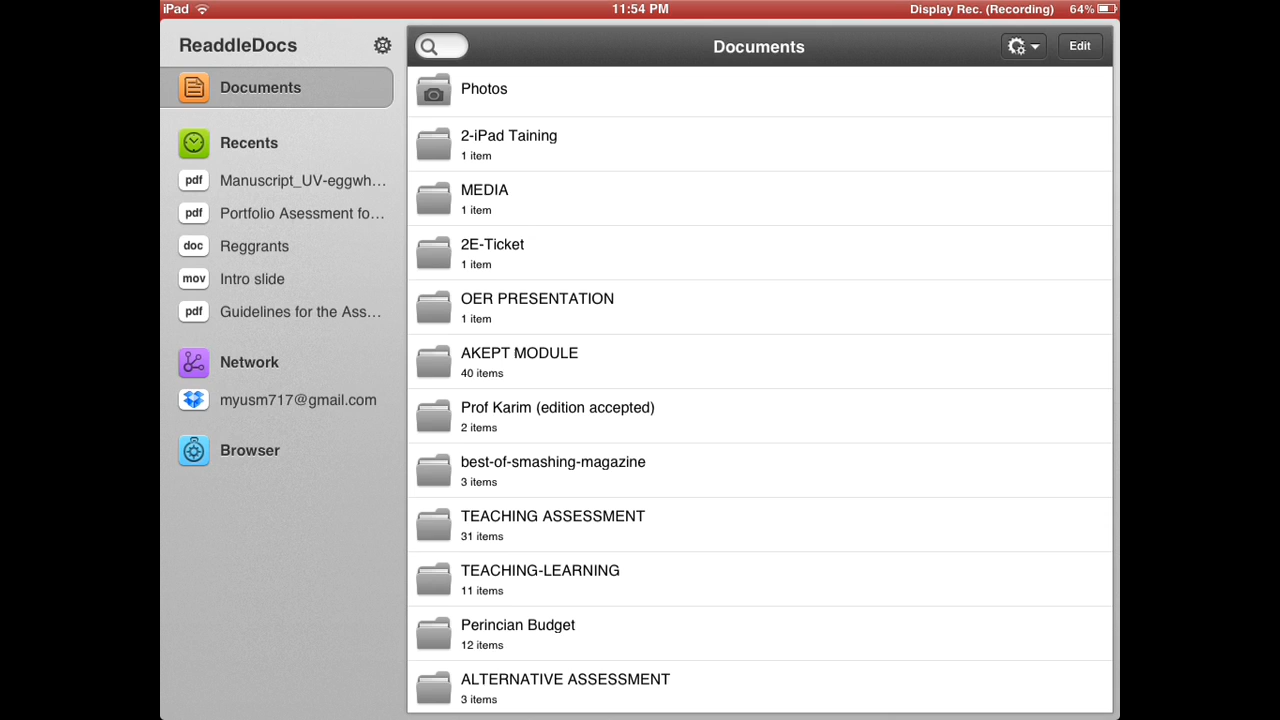 iPad
11:54 PM
Display Rec. (Recording)
64%
ReaddleDocs
Documents
Recents
pdf Manuscript_UV-eggwh...
pdf Portfolio Asessment fo...
doc Reggrants
mov Intro slide
pdf Guidelines for the Ass...
Network
myusm717@gmail.com
Browser
Documents
Edit
Photos
2-iPad Taining
1 item
MEDIA
1 item
2E-Ticket
1 item
OER PRESENTATION
1 item
AKEPT MODULE
40 items
Prof Karim (edition accepted)
2 items
best-of-smashing-magazine
3 items
TEACHING ASSESSMENT
31 items
TEACHING-LEARNING
11 items
Perincian Budget
12 items
ALTERNATIVE ASSESSMENT
3 items